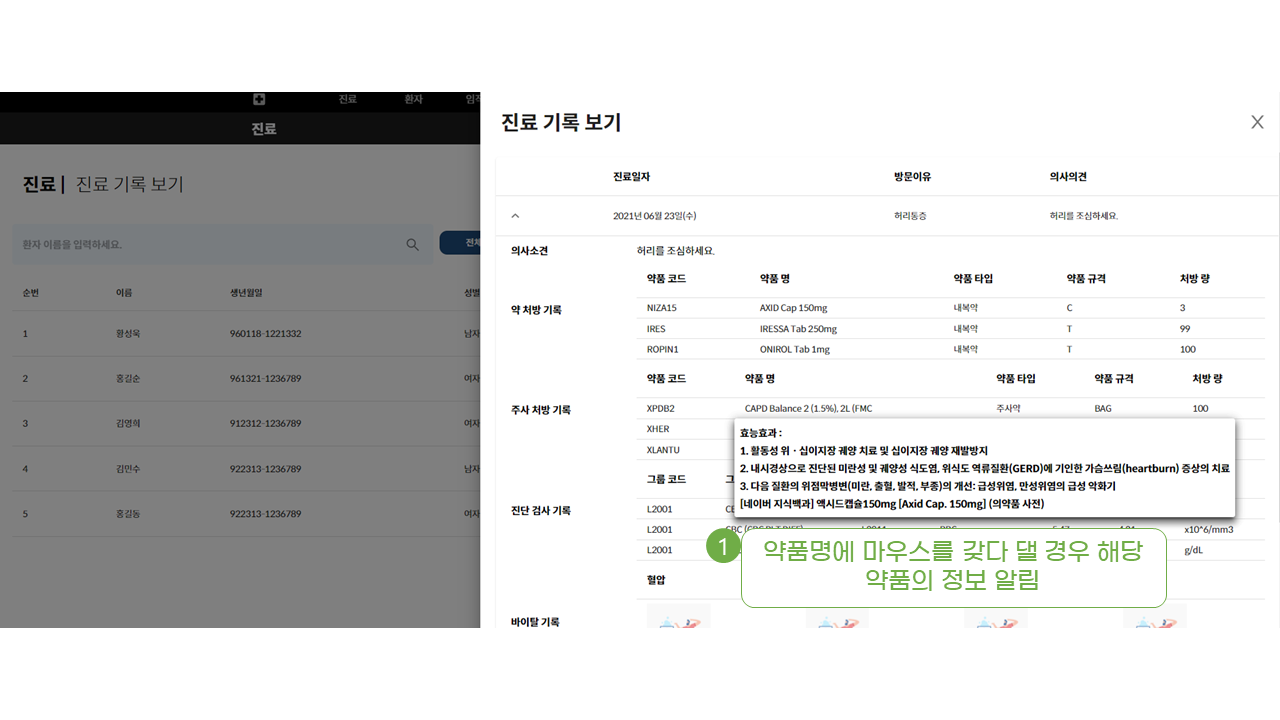 진료 환자
진료
진료 | 진료 기록 보기
환자 이름을 입력하세요.
순번 이름 생년월일
1 황성욱 960118-1221332 남자
2 홍길순 961321-1236789 여자
3 김영희 912312-1236789 여자
4 김민수 922313-1236789 남자
5 홍길동 922313-1236789 여자
진료 기록 보기 X
진료일자 방문이유 의사의견
2021년 06월 23일(수) 허리통증 허리를 조심하세요.
의사소견 허리를 조심하세요.
약 처방 기록
약품 코드 약품 명 약품 타입 약품 규격 처방 량
NIZA15 AXID Cap 150mg 내복약 C 3
IRES IRESSA Tab 250mg 내복약 T 99
ROPIN1 ONIROL Tab 1mg 내복약 T 100
주사 처방 기록
약품 코드 약품 명 약품 타입 약품 규격 처방 량
XPDB2 CAPD Balance 2 (1.5%), 2L (FMC 주사약 BAG 100
XHER
XLANTU
효능효과 :
1. 활동성 위ㆍ십이지장 궤양 치료 및 십이지장 궤양 재발방지
2. 내시경상으로 진단된 미란성 및 궤양성 식도염, 위식도 역류질환(GERD)에 기인한 가슴쓰림(heartburn) 증상의 치료
3. 다음 질환의 위점막병변(미란, 출혈, 발적, 부종)의 개선: 급성위염, 만성위염의 급성 악화기
[네이버 지식백과] 액시드캡슐150mg [Axid Cap. 150mg] (의약품 사전)
진단 검사 기록
그룹 코드
L2001
L2001 x10^6/mm3
L2001 g/dL
1 약품명에 마우스를 갖다 댈 경우 해당
약품의 정보 알림
혈압
바이탈 기록